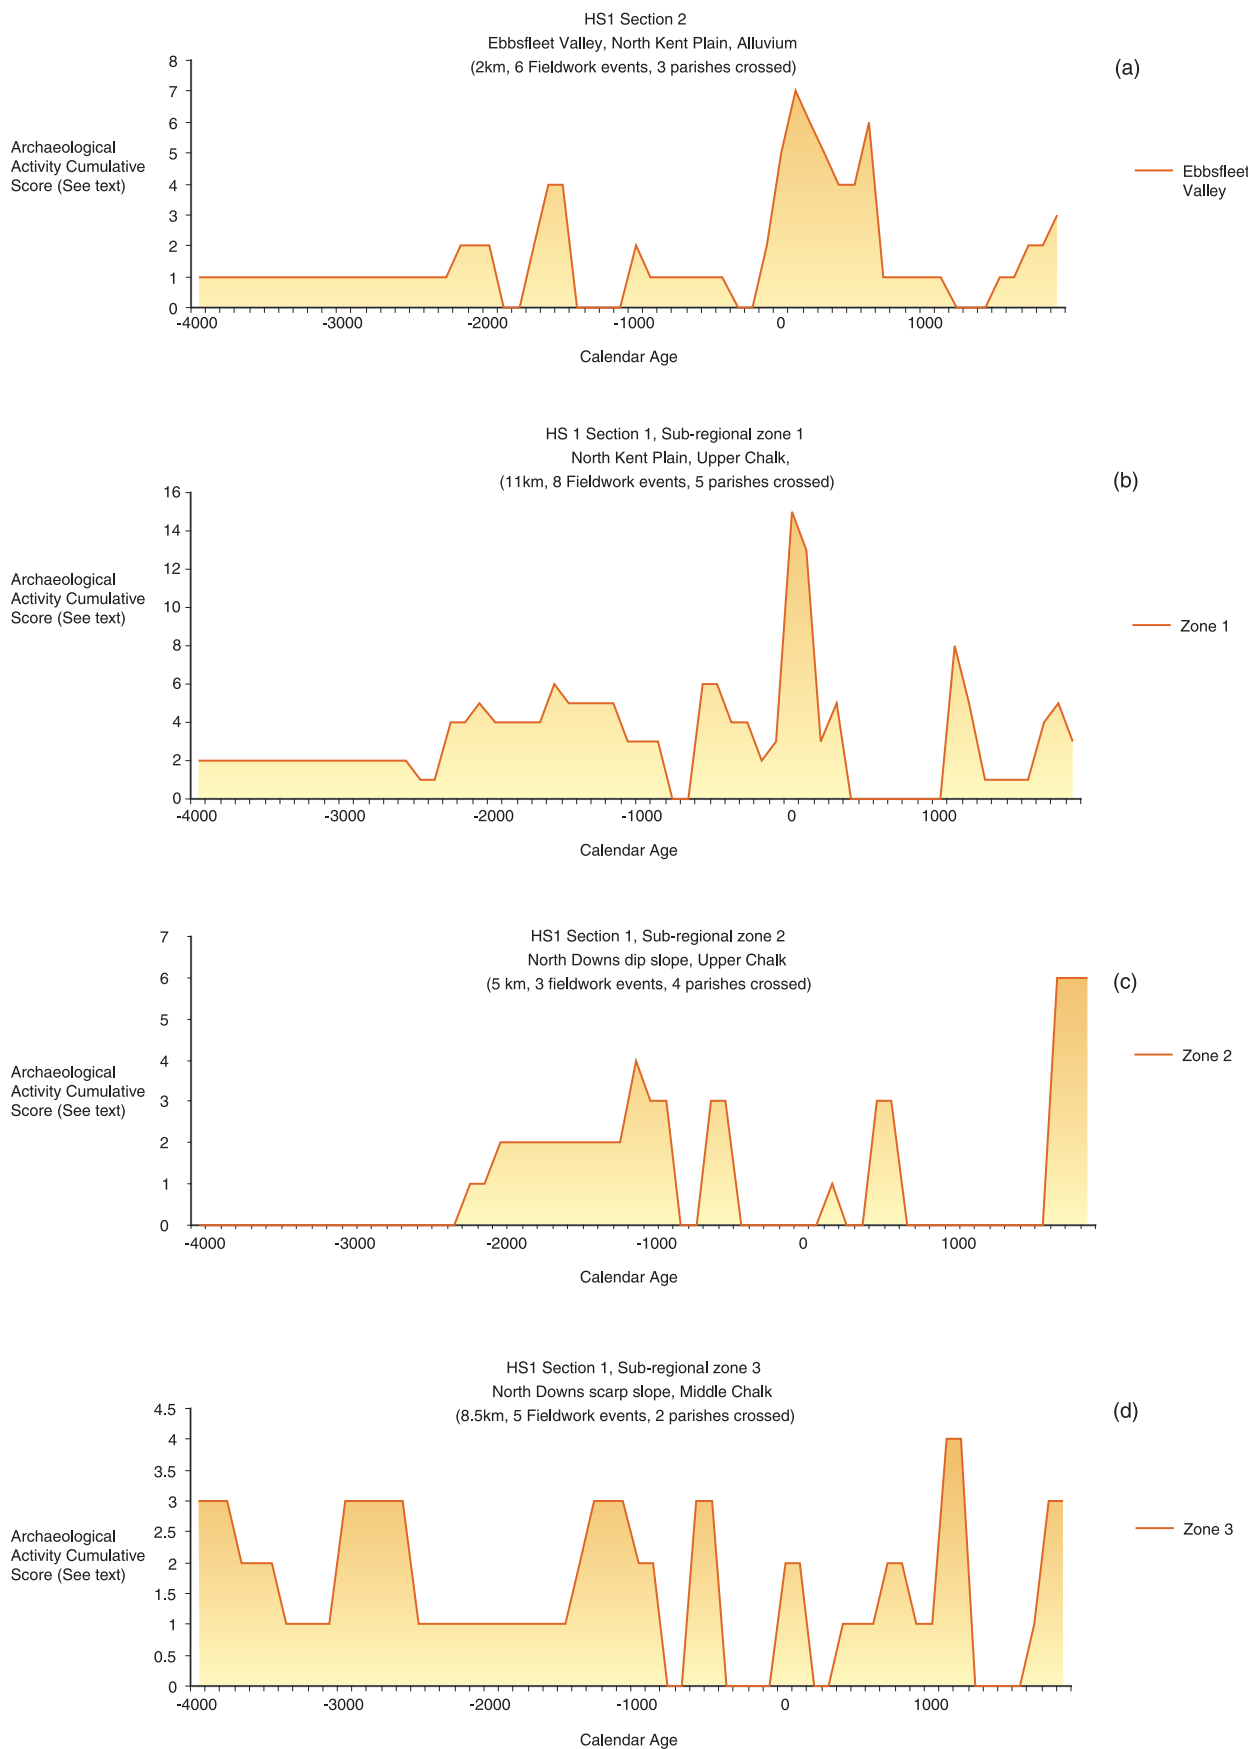 HS1 Section 2
Ebbsfleet Valley, North Kent Plain, Alluvium
(2km, 6 Fieldwork events, 3 parishes crossed)
(a)
8
7
6
5
4
3
2
1
0
Archaeological
Activity Cumulative
Score (See text)
Ebbsfleet
Valley
-4000 -3000 -2000 -1000 0 1000
Calendar Age
HS 1 Section 1, Sub-regional zone 1
North Kent Plain, Upper Chalk,
(11km, 8 Fieldwork events, 5 parishes crossed)
(b)
16
14
12
10
8
6
4
2
0
Archaeological
Activity Cumulative
Score (See text)
Zone 1
-4000 -3000 -2000 -1000 0 1000
Calendar Age
HS1 Section 1, Sub-regional zone 2
North Downs dip slope, Upper Chalk
(5 km, 3 fieldwork events, 4 parishes crossed)
(c)
7
6
5
4
3
2
1
0
Archaeological
Activity Cumulative
Score (See text)
Zone 2
-4000 -3000 -2000 -1000 0 1000
Calendar Age
HS1 Section 1, Sub-regional zone 3
North Downs scarp slope, Middle Chalk
(8.5km, 5 Fieldwork events, 2 parishes crossed)
(d)
4.5
4
3.5
3
2.5
2
1.5
1
0.5
0
Archaeological
Activity Cumulative
Score (See text)
Zone 3
-4000 -3000 -2000 -1000 0 1000
Calendar Age